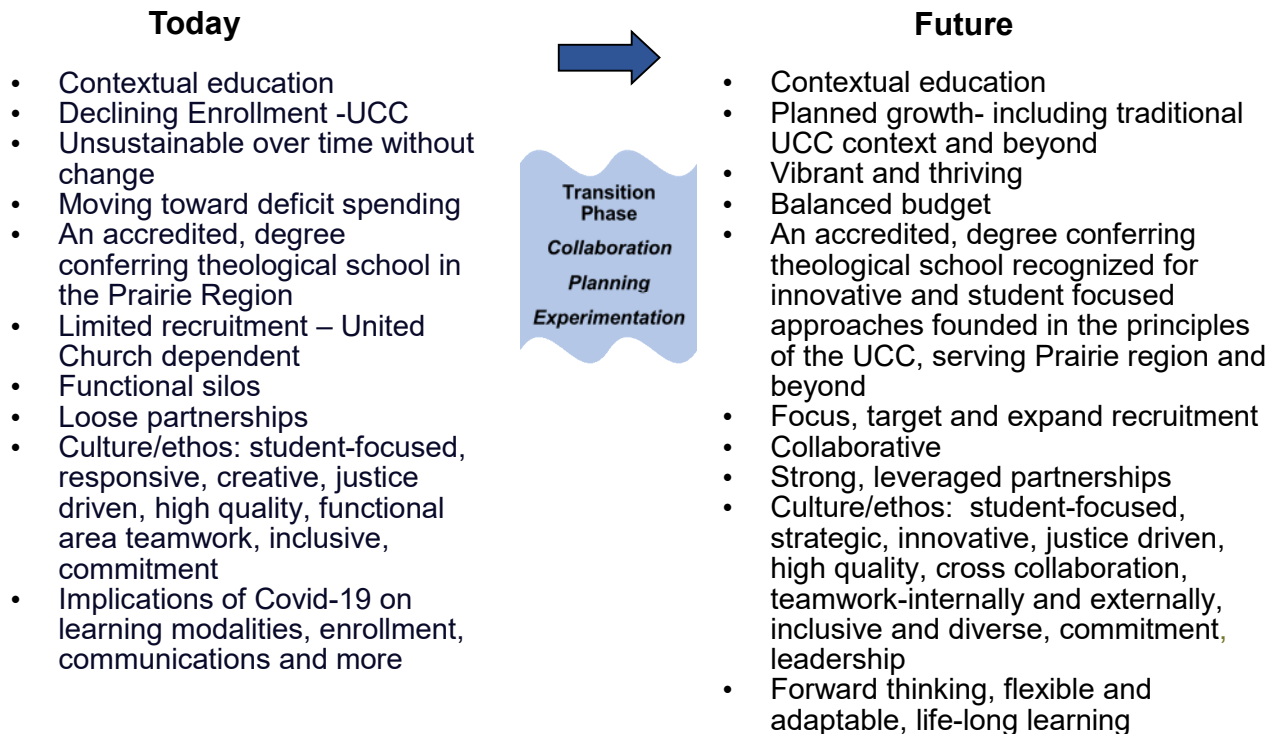 Today
• Contextual education
• Declining Enrollment -UCC
• Unsustainable over time without
change
• Moving toward deficit spending
• An accredited, degree
conferring theological school in
the Prairie Region
• Limited recruitment – United
Church dependent
• Functional silos
• Loose partnerships
• Culture/ethos: student-focused,
responsive, creative, justice
driven, high quality, functional
area teamwork, inclusive,
commitment
• Implications of Covid-19 on
learning modalities, enrollment,
communications and more
Transition
Phase
Collaboration
Planning
Experimentation
Future
• Contextual education
• Planned growth- including traditional
UCC context and beyond
• Vibrant and thriving
• Balanced budget
• An accredited, degree conferring
theological school recognized for
innovative and student focused
approaches founded in the principles
of the UCC, serving Prairie region and
beyond
• Focus, target and expand recruitment
• Collaborative
• Strong, leveraged partnerships
• Culture/ethos: student-focused,
strategic, innovative, justice driven,
high quality, cross collaboration,
teamwork-internally and externally,
inclusive and diverse, commitment,
leadership
• Forward thinking, flexible and
adaptable, life-long learning